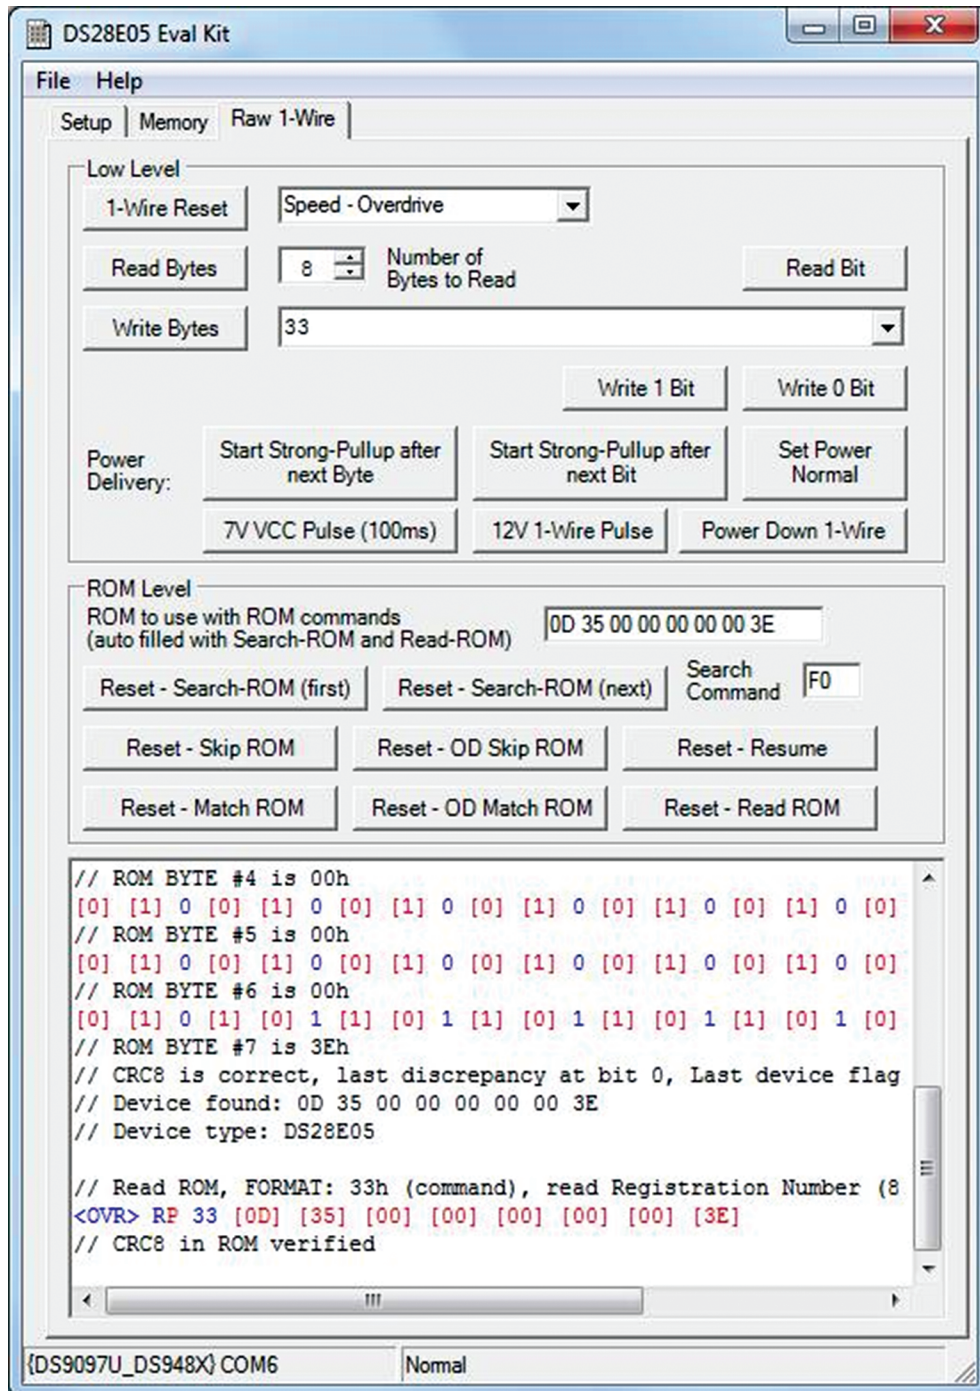 DS28E05 Eval Kit
File Help
Setup Memory Raw 1-Wire
Low Level
1-Wire Reset
Speed - Overdrive
Read Bytes
8
Number of
Bytes to Read
Read Bit
Write Bytes
33
Write 1 Bit
Write 0 Bit
Power
Delivery:
Start Strong-Pullup after
next Byte
Start Strong-Pullup after
next Bit
Set Power
Normal
7V VCC Pulse (100ms)
12V 1-Wire Pulse
Power Down 1-Wire
ROM Level
ROM to use with ROM commands
(auto filled with Search-ROM and Read-ROM)
0D 35 00 00 00 00 00 3E
Reset - Search-ROM (first)
Reset - Search-ROM (next)
Search
Command
F0
Reset - Skip ROM
Reset - OD Skip ROM
Reset - Resume
Reset - Match ROM
Reset - OD Match ROM
Reset - Read ROM
// ROM BYTE #4 is 00h
[0] [1] 0 [0] [1] 0 [0] [1] 0 [0] [1] 0 [0] [1] 0 [0] [1] 0 [0]
// ROM BYTE #5 is 00h
[0] [1] 0 [0] [1] 0 [0] [1] 0 [0] [1] 0 [0] [1] 0 [0] [1] 0 [0]
// ROM BYTE #6 is 00h
[0] [1] 0 [1] [0] 1 [1] [0] 1 [1] [0] 1 [1] [0] 1 [1] [0] 1 [0]
// ROM BYTE #7 is 3Eh
// CRC8 is correct, last discrepancy at bit 0, Last device flag
// Device found: 0D 35 00 00 00 00 00 3E
// Device type: DS28E05
// Read ROM, FORMAT: 33h (command), read Registration Number (8
<OVR> RP 33 [0D] [35] [00] [00] [00] [00] [00] [3E]
// CRC8 in ROM verified
{DS9097U_DS948X} COM6
Normal